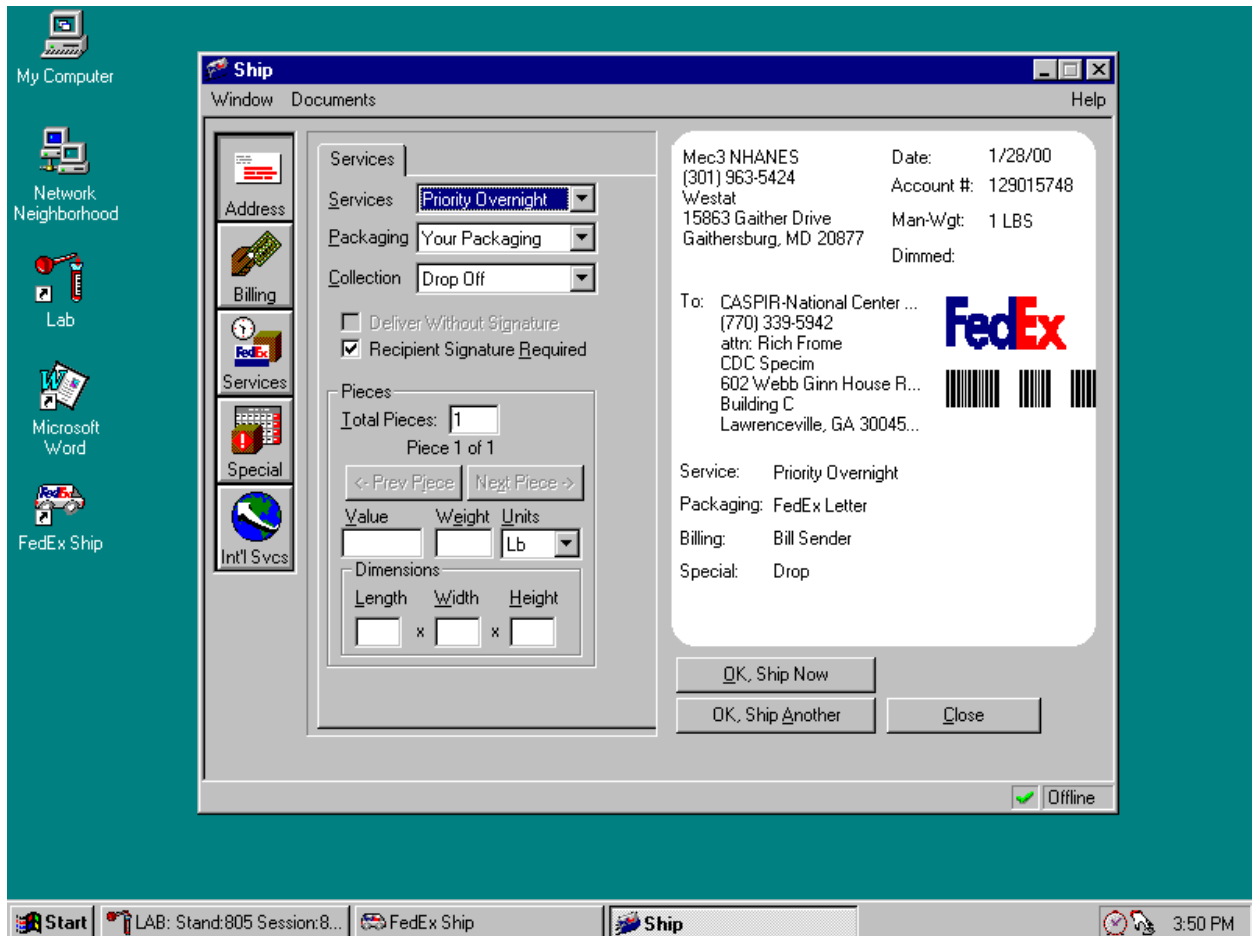 My Computer
Network
Neighborhood
Lab
Microsoft
Word
FedEx Ship
Ship
Window Documents Help
Address
Billing
FedEx
Services
Special
Int'l Svcs
Services
Services Priority Overnight
Packaging Your Packaging
Collection Drop Off
Deliver Without Signature
Recipient Signature Required
Pieces
Total Pieces: 1
Piece 1 of 1
<- Prev Piece Next Piece ->
Value Weight Units
Lb
Dimensions
Length Width Height
x x
Mec3 NHANES
(301) 963-5424
Westat
15863 Gaither Drive
Gaithersburg, MD 20877
Date: 1/28/00
Account #: 129015748
Man-Wgt: 1 LBS
Dimmed:
To: CASPIR-National Center ...
(770) 339-5942
attn: Rich Frome
CDC Specim
602 Webb Ginn House R...
Building C
Lawrenceville, GA 30045...
FedEx
Service: Priority Overnight
Packaging: FedEx Letter
Billing: Bill Sender
Special: Drop
OK, Ship Now
OK, Ship Another Close
Offline
Start LAB: Stand:805 Session:8... FedEx Ship Ship 3:50 PM